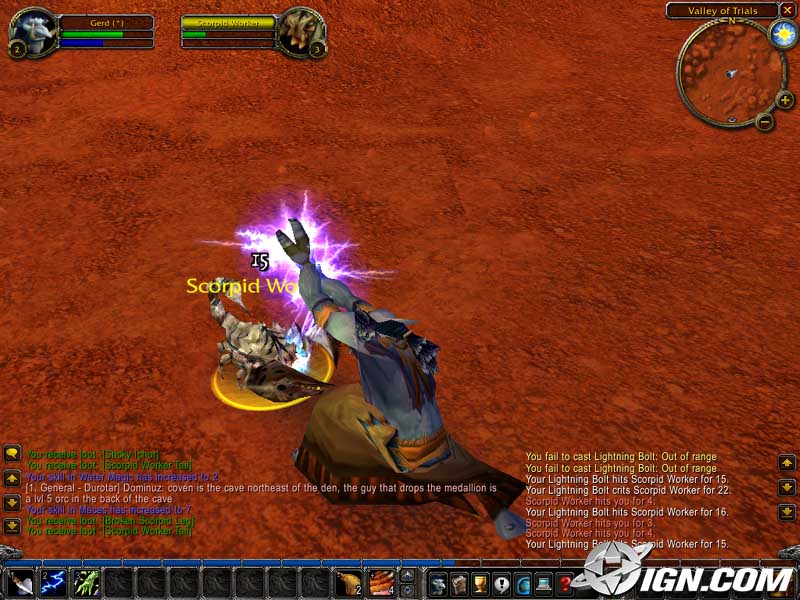 Gerd (*)
2
Scorpid Worker
3
Valley of Trials
N
15
Scorpid Wo
You receive loot: [Sticky Ichor]
You receive loot: [Scorpid Worker Tail]
Your skill in Water Magic has increased to 2
[1. General - Durotar] Dominuz: coven is the cave northeast of the den, the guy that drops the medallion is
a lvl 5 orc in the back of the cave
Your skill in Maces has increased to 7
You receive loot: [Broken Scorpid Leg]
You receive loot: [Scorpid Worker Tail]
You fail to cast Lightning Bolt: Out of range
You fail to cast Lightning Bolt: Out of range
Your Lightning Bolt hits Scorpid Worker for 15.
Your Lightning Bolt crits Scorpid Worker for 22.
Scorpid Worker hits you for 4.
Your Lightning Bolt hits Scorpid Worker for 16.
Scorpid Worker hits you for 3.
Scorpid Worker hits you for 4.
Your Lightning Bolt hits Scorpid Worker for 15.
2
2
4
IGN.COM